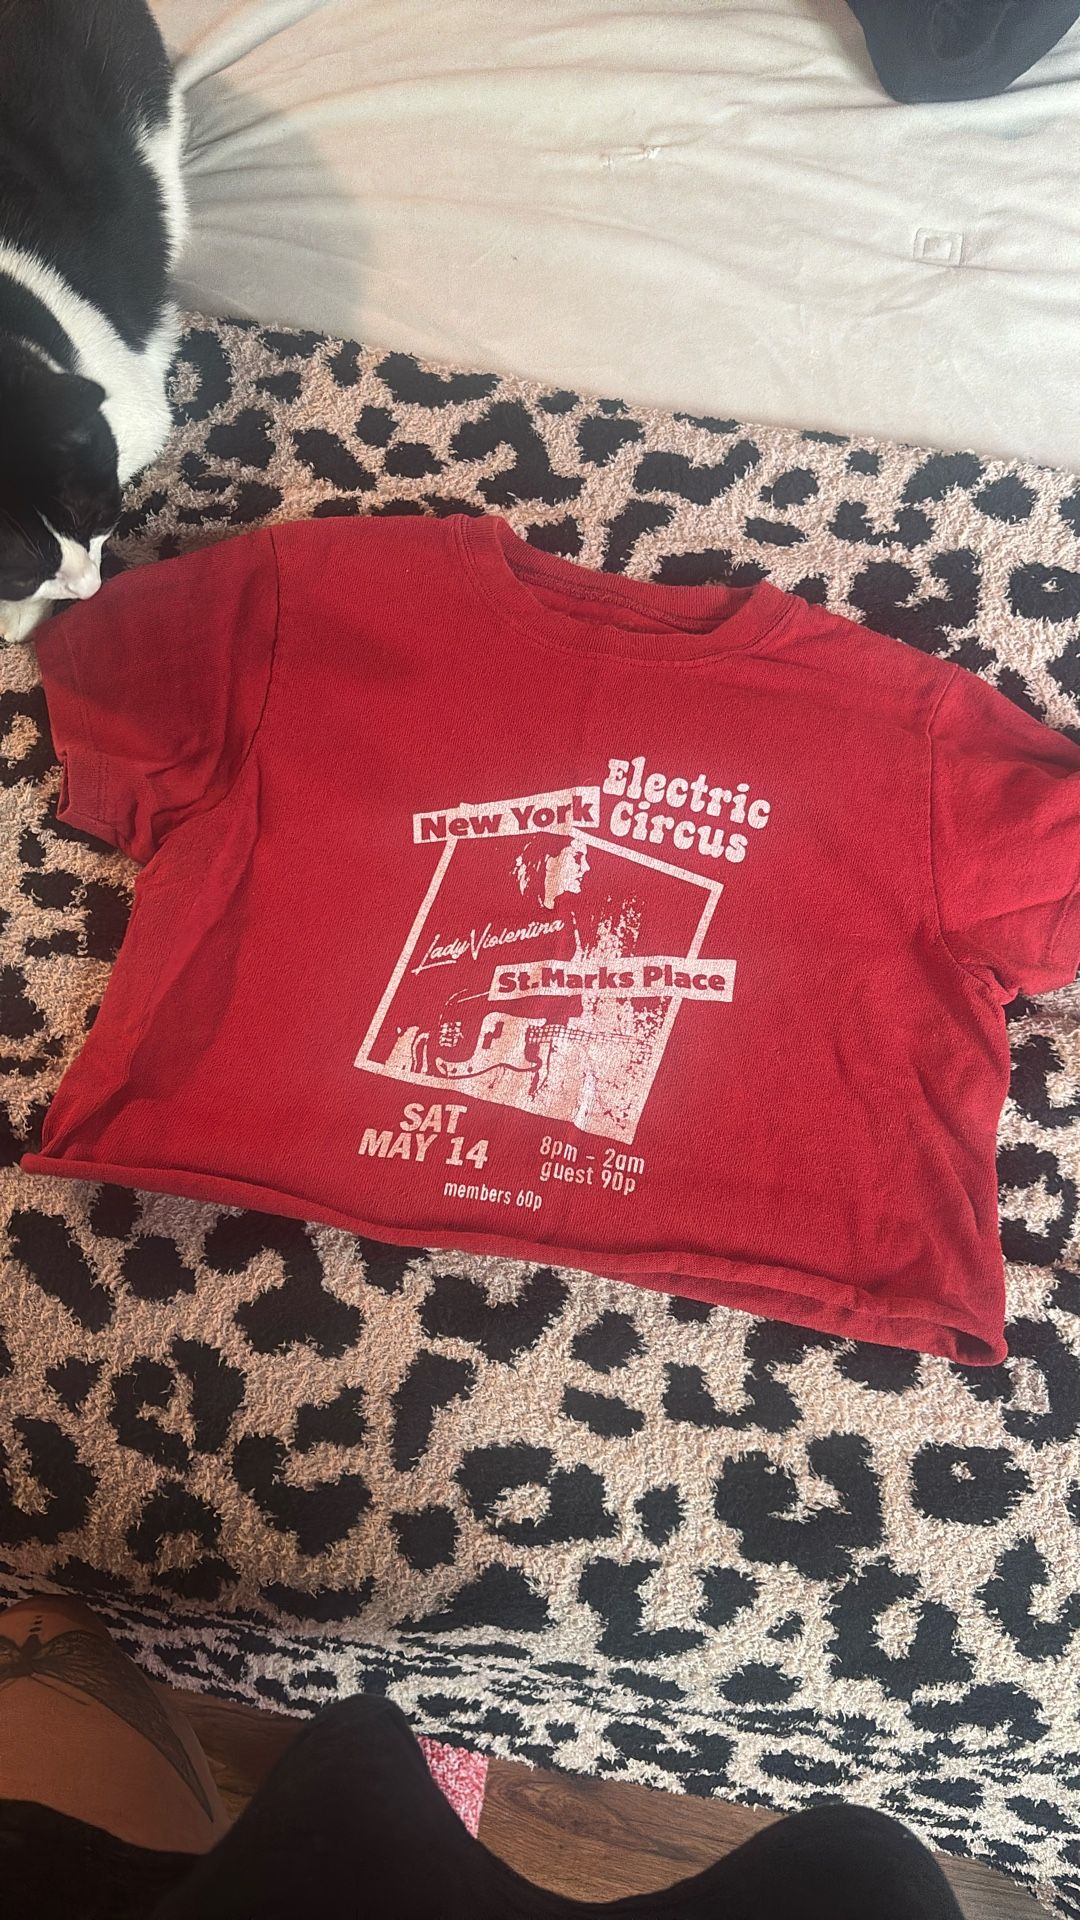 Electric
Circus
New York
Lady Violentina
St. Marks Place
SAT
MAY 14
8pm - 2am
guest 90p
members 60p